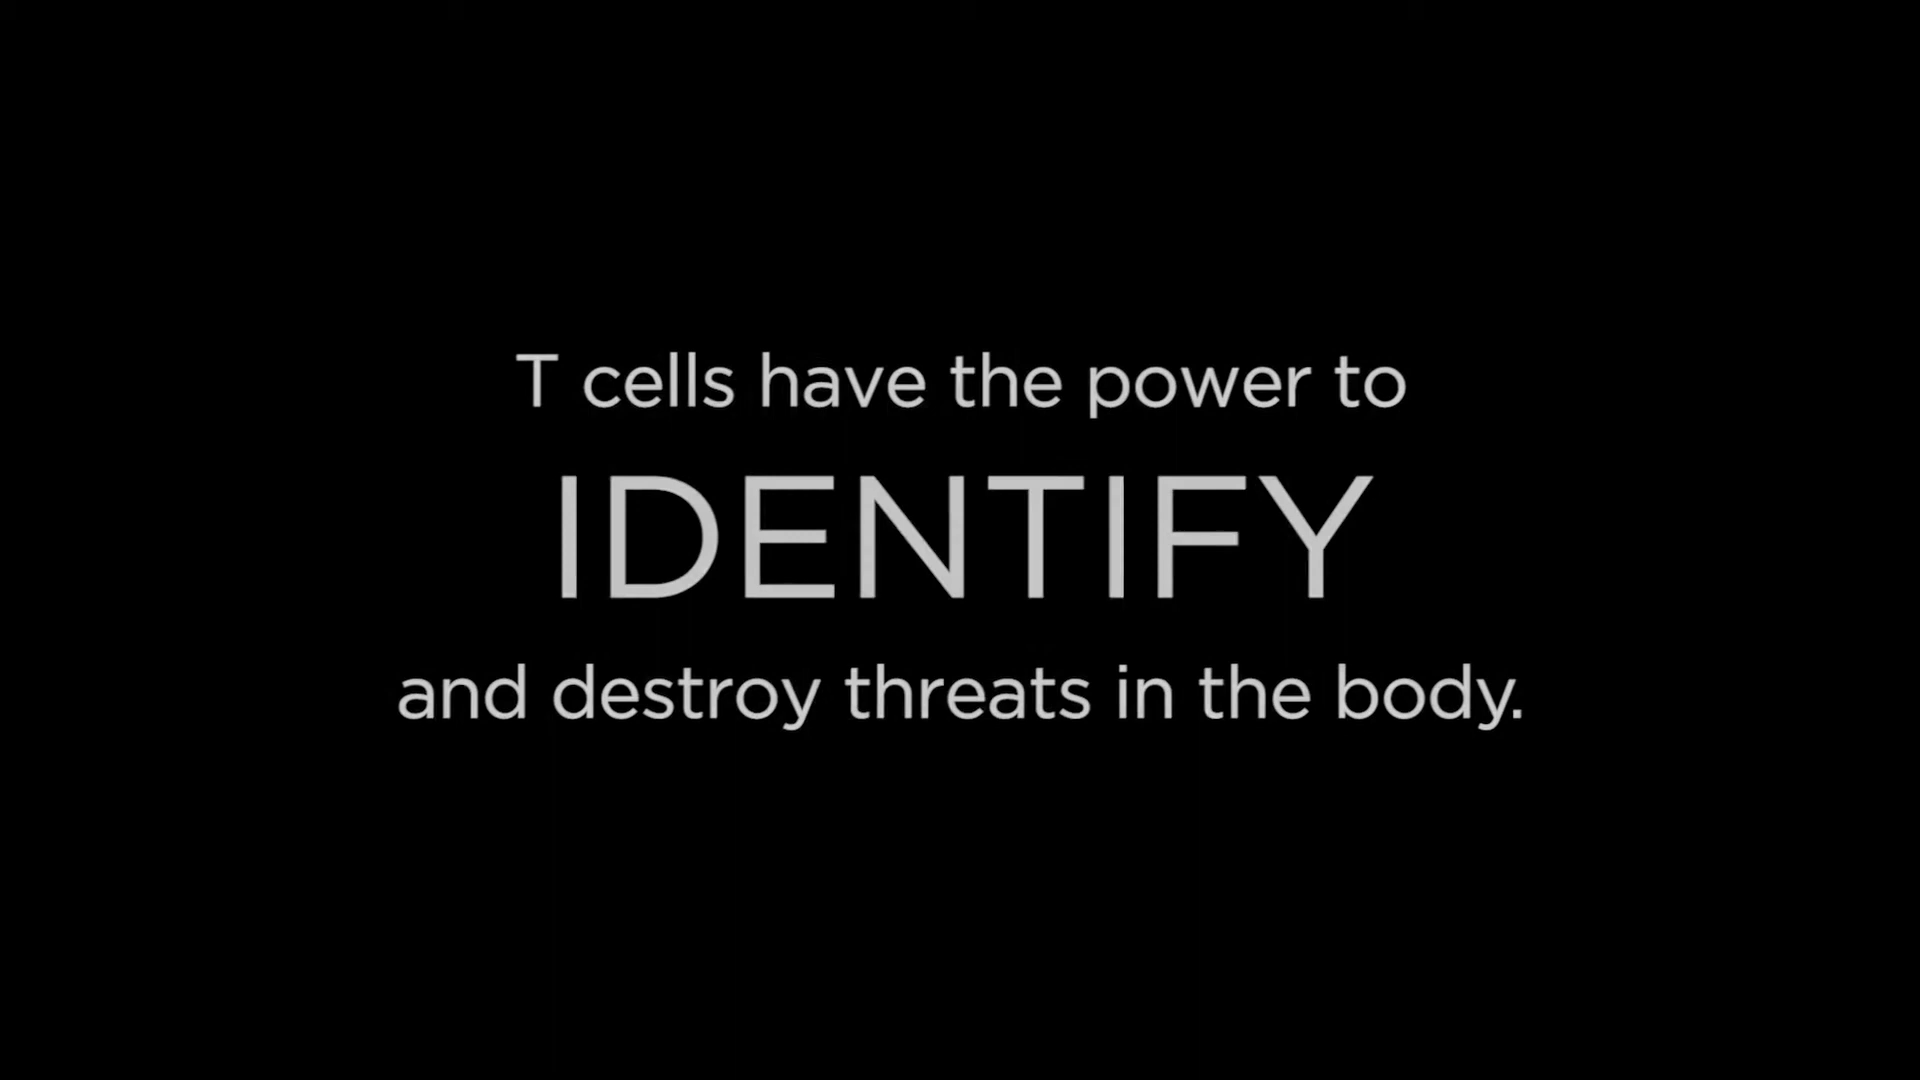 T cells have the power to
IDENTIFY
and destroy threats in the body.